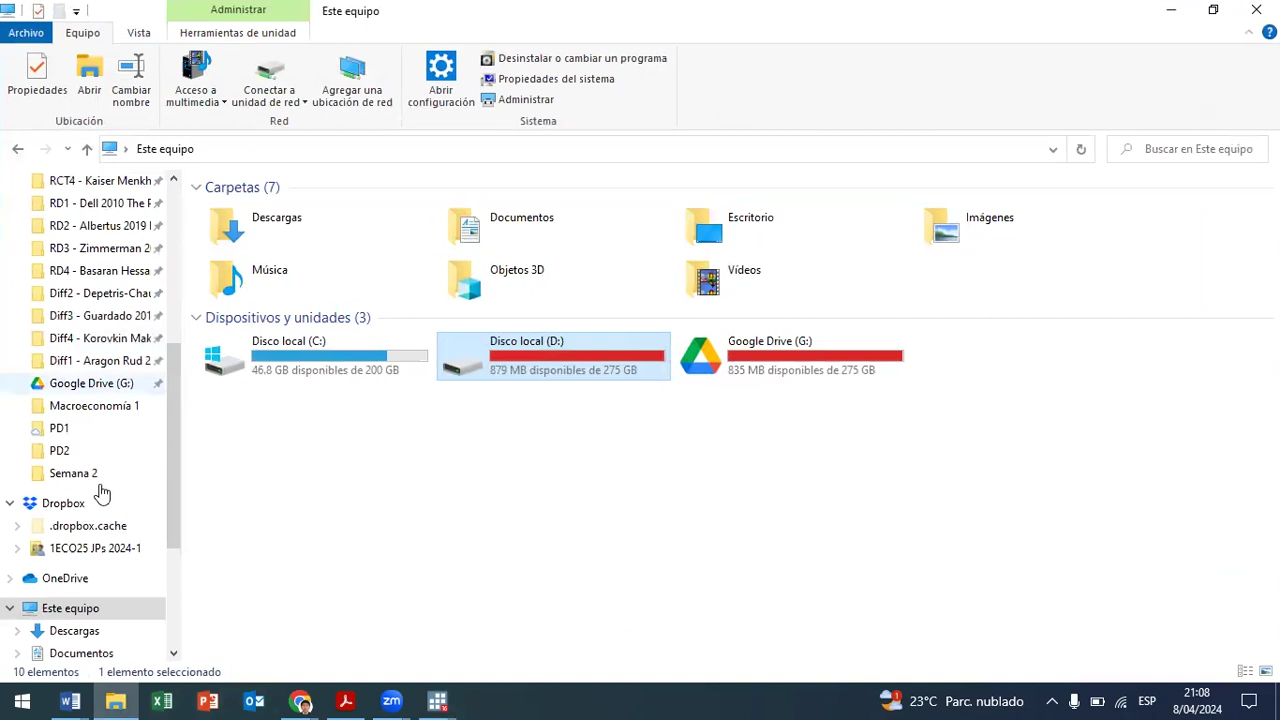 Administrar
Este equipo
Archivo
Equipo
Vista
Herramientas de unidad
Propiedades
Abrir
Cambiar nombre
Ubicación
Acceso a multimedia
Conectar a unidad de red
Agregar una ubicación de red
Red
Abrir configuración
Desinstalar o cambiar un programa
Propiedades del sistema
Administrar
Sistema
Este equipo
Buscar en Este equipo
RCT4 - Kaiser Menkh
RD1 - Dell 2010 The P
RD2 - Albertus 2019
RD3 - Zimmerman 20
RD4 - Basaran Hessa
Diff2 - Depetris-Chau
Diff3 - Guardado 201
Diff4 - Korovkin Mak
Diff1 - Aragon Rud 2
Google Drive (G:)
Macroeconomía 1
PD1
PD2
Semana 2
Dropbox
.dropbox.cache
1ECO25 JPs 2024-1
OneDrive
Este equipo
Descargas
Documentos
Carpetas (7)
Descargas
Documentos
Escritorio
Imágenes
Música
Objetos 3D
Vídeos
Dispositivos y unidades (3)
Disco local (C:)
46.8 GB disponibles de 200 GB
Disco local (D:)
879 MB disponibles de 275 GB
Google Drive (G:)
835 MB disponibles de 275 GB
10 elementos
1 elemento seleccionado
23°C Parc. nublado
ESP
21:08
8/04/2024